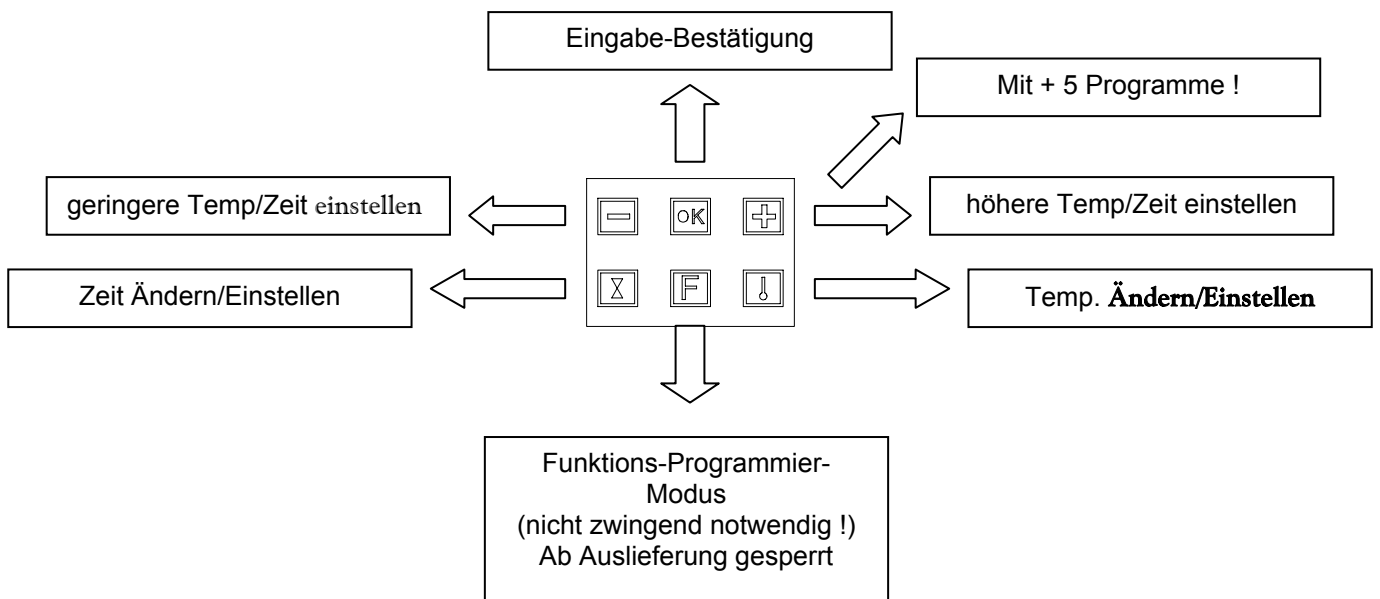 Eingabe-Bestätigung
Mit + 5 Programme !
geringere Temp/Zeit einstellen
höhere Temp/Zeit einstellen
OK
Zeit Ändern/Einstellen
F
Temp. Ändern/Einstellen
Funktions-Programmier-
Modus
(nicht zwingend notwendig !)
Ab Auslieferung gesperrt